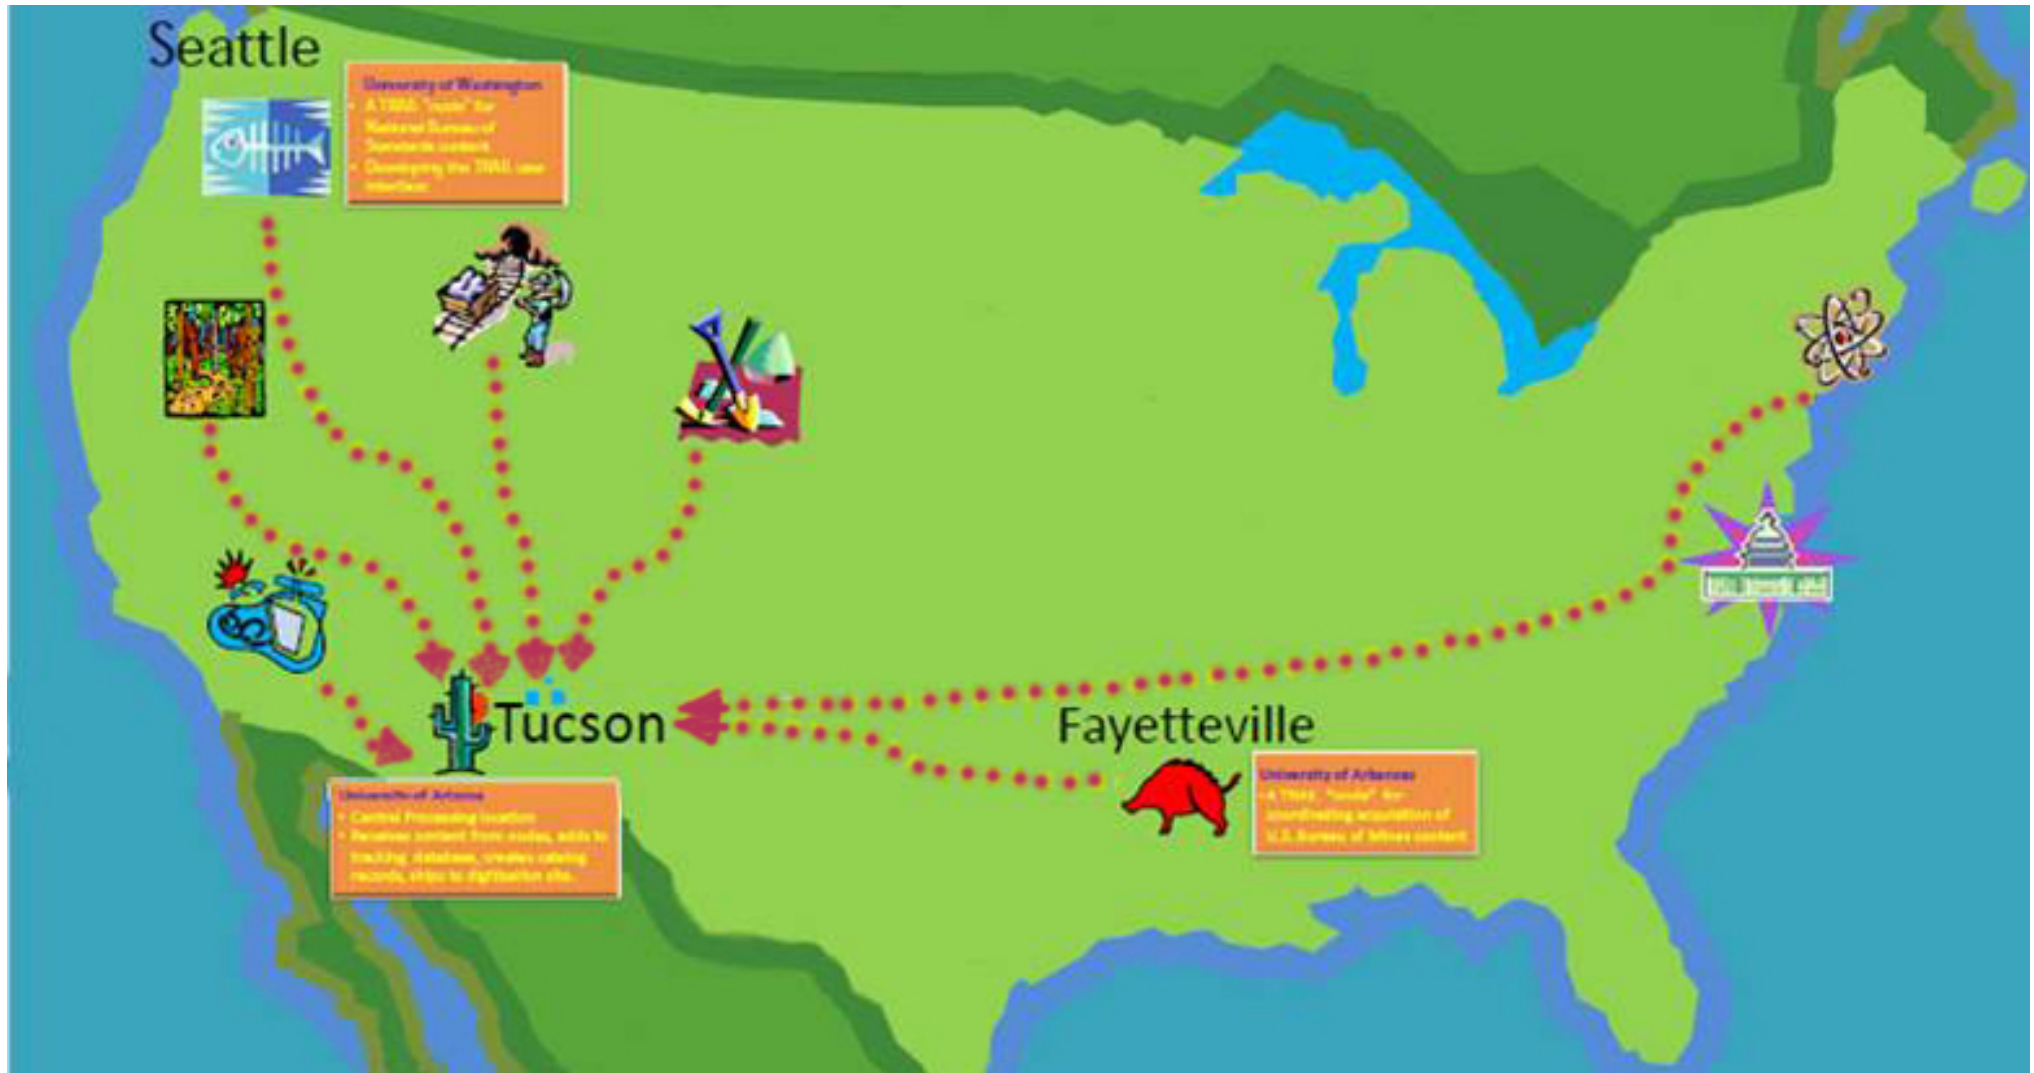 Seattle
University of Washington
• A TRAIL "node" for
National Bureau of
Standards content
• Developing the TRAIL user
interface
Tucson
Fayetteville
University of Arizona
• Central Processing location
• Receives content from nodes, adds to
tracking database, creates catalog
records, ships to digitization site.
University of Arkansas
A TRAIL "node" for
coordinating acquisition of
U.S. Bureau of Mines content